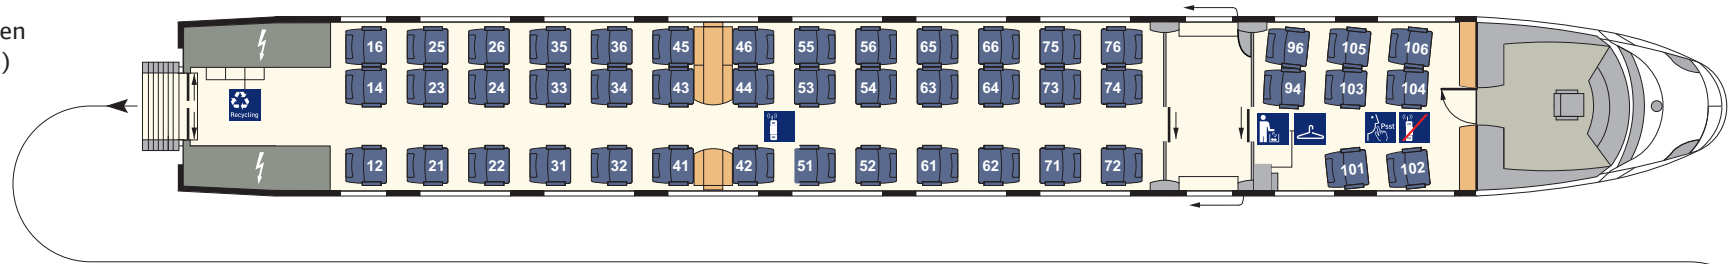 en
)
16 25 26 35 36 45 46 55 56 65 66 75 76 96 105 106
14 23 24 33 34 43 44 53 54 63 64 73 74 94 103 104
Recycling
Psst
12 21 22 31 32 41 42 51 52 61 62 71 72 101 102